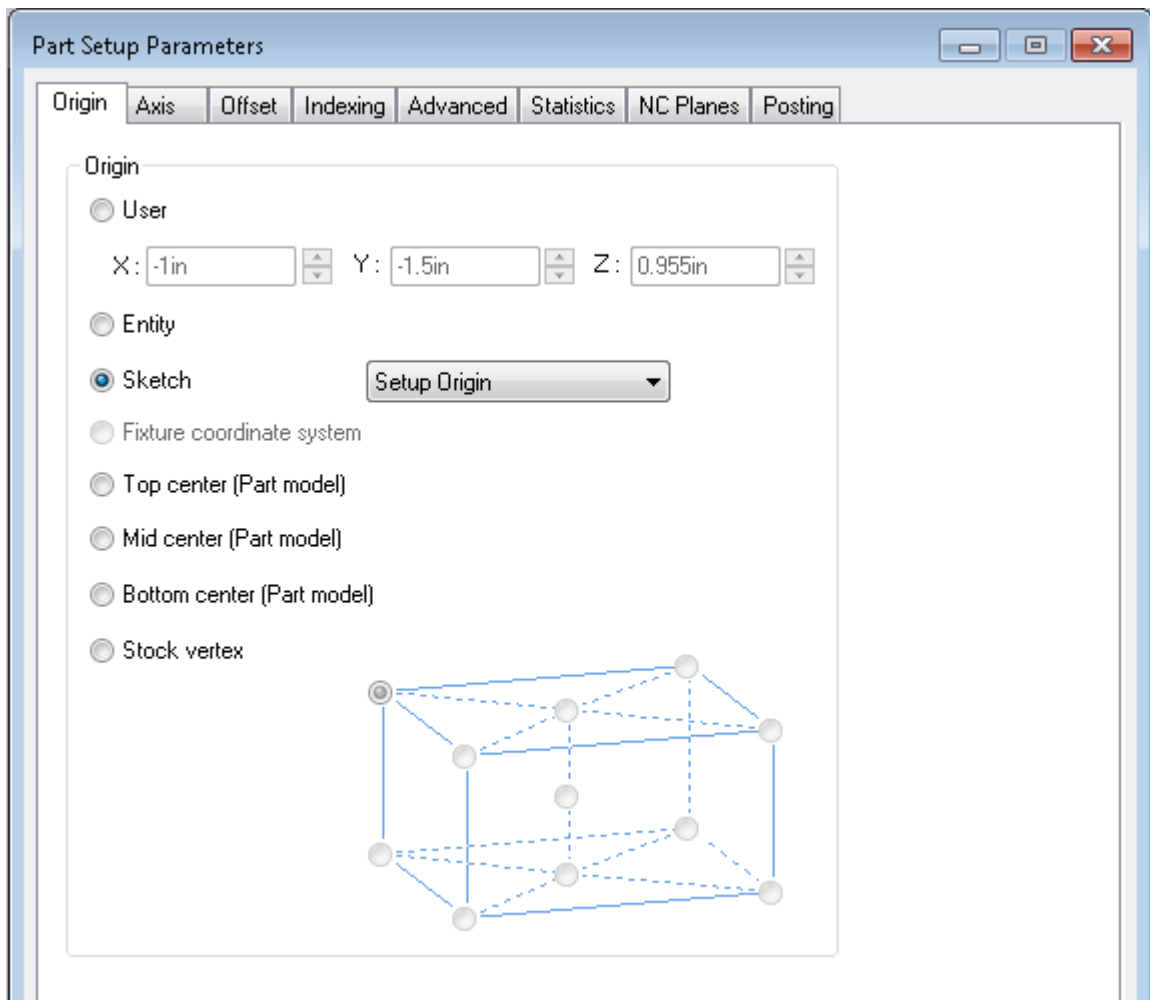 Part Setup Parameters
Origin Axis Offset Indexing Advanced Statistics NC Planes Posting
Origin
User
X: -1in Y: -1.5in Z: 0.955in
Entity
Sketch Setup Origin
Fixture coordinate system
Top center (Part model)
Mid center (Part model)
Bottom center (Part model)
Stock vertex